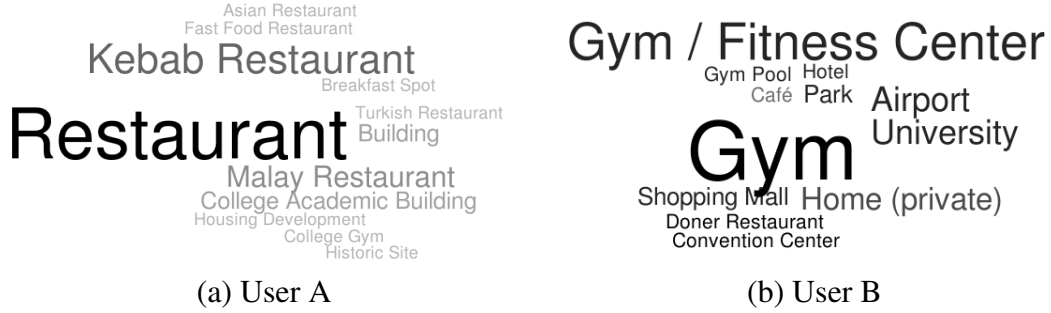 Asian Restaurant
Fast Food Restaurant
Kebab Restaurant
Breakfast Spot
Restaurant
Turkish Restaurant
Building
Malay Restaurant
College Academic Building
Housing Development
College Gym
Historic Site
(a) User A
Gym / Fitness Center
Gym Pool
Hotel
Café
Park
Airport
University
Gym
Shopping Mall
Home (private)
Doner Restaurant
Convention Center
(b) User B